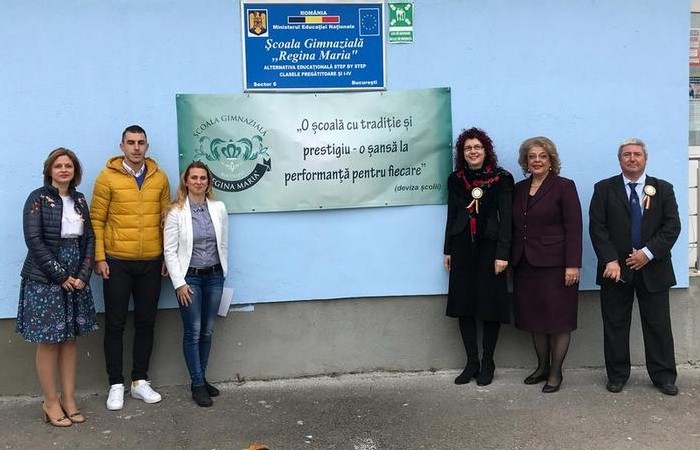 ROMÂNIA
Ministerul Educației Naționale
Școala Gimnazială
,,Regina Maria"
ALTERNATIVA EDUCAȚIONALĂ STEP BY STEP
CLASELE PREGĂTITOARE ȘI I-IV
Sector 6 București
ȘCOALA GIMNAZIALĂ
REGINA MARIA
„O școală cu tradiție și
prestigiu - o șansă la
performanță pentru fiecare”
(deviza școlii)